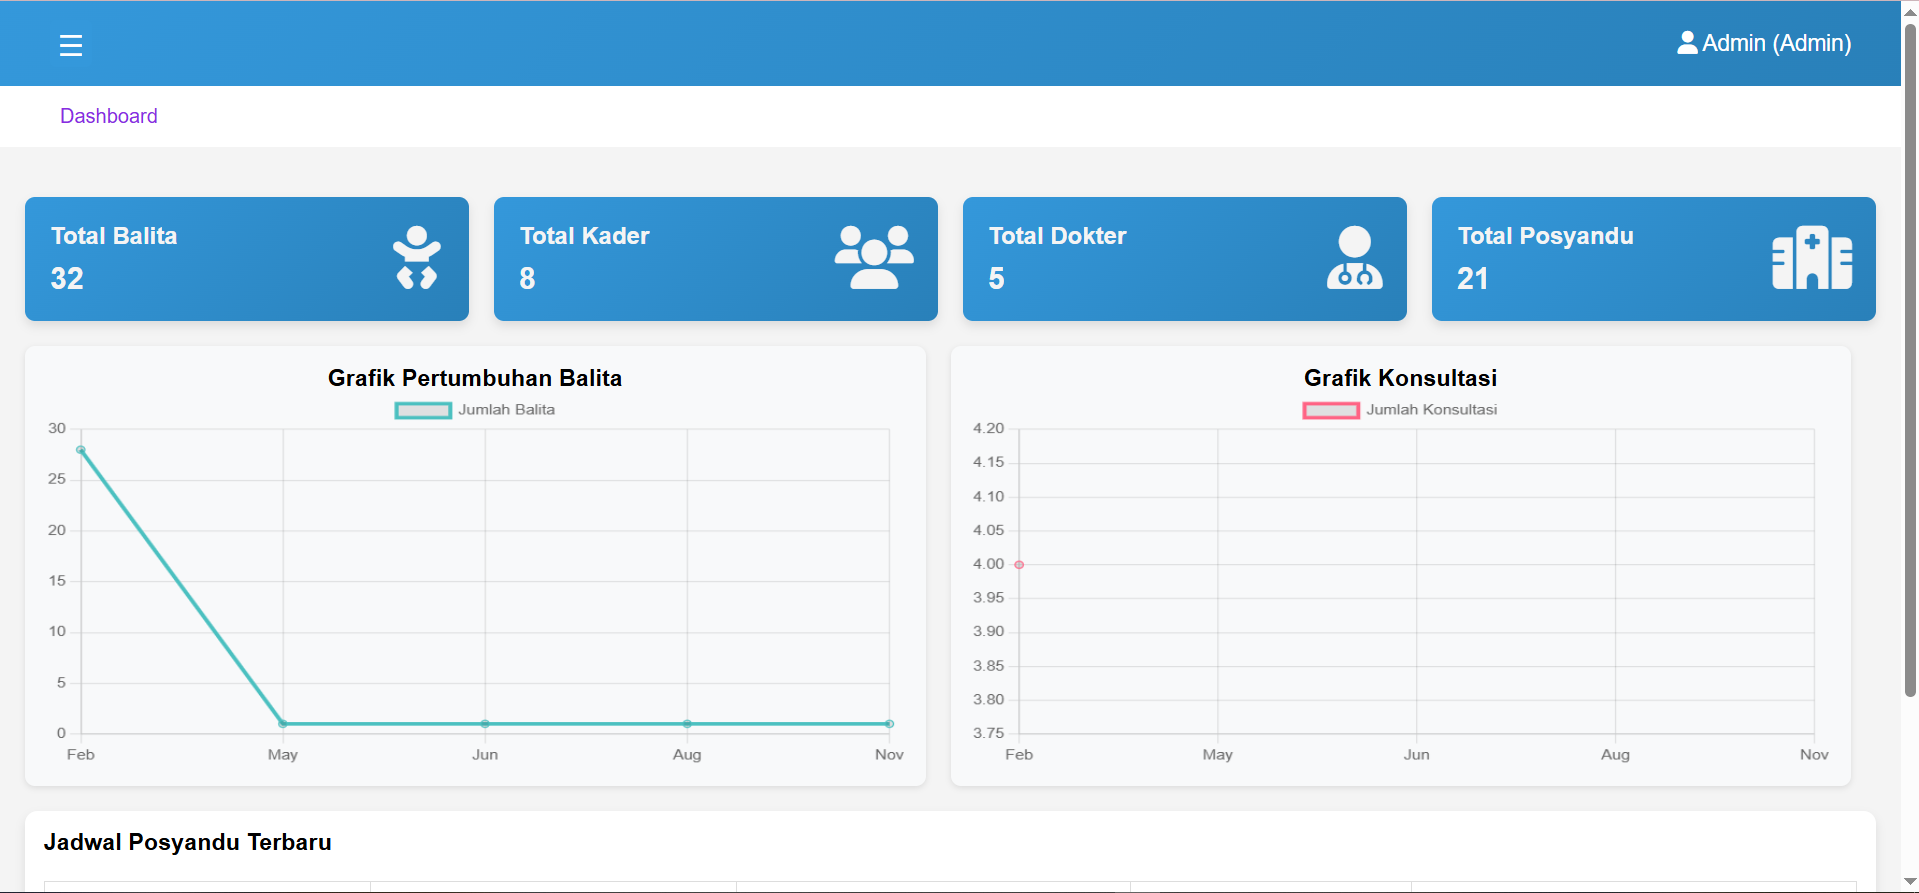 Admin (Admin)
Dashboard
Total Balita
32
Total Kader
8
Total Dokter
5
Total Posyandu
21
Grafik Pertumbuhan Balita
Jumlah Balita
30
25
20
15
10
5
0
Feb May Jun Aug Nov
Grafik Konsultasi
Jumlah Konsultasi
4.20
4.15
4.10
4.05
4.00
3.95
3.90
3.85
3.80
3.75
Feb May Jun Aug Nov
Jadwal Posyandu Terbaru